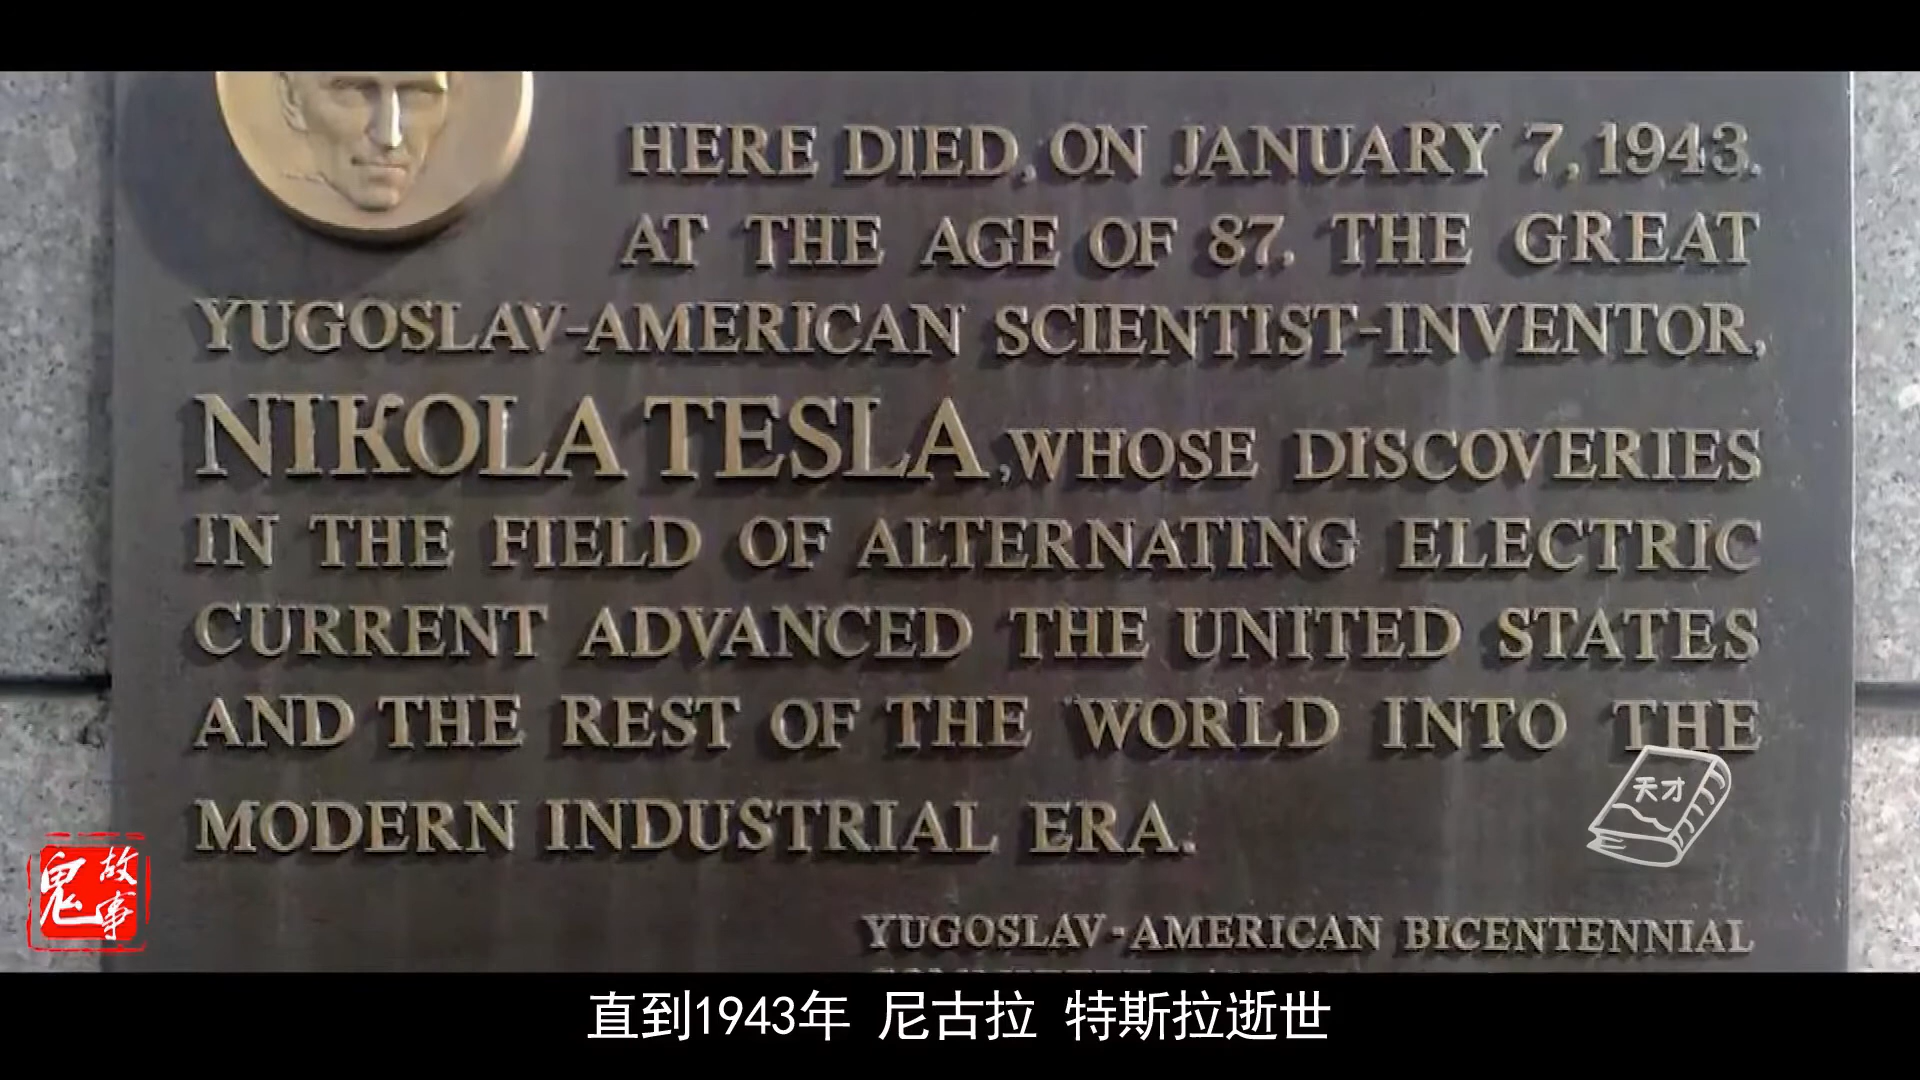 HERE DIED, ON JANUARY 7, 1943.
AT THE AGE OF 87, THE GREAT
YUGOSLAV-AMERICAN SCIENTIST-INVENTOR,
NIKOLA TESLA, WHOSE DISCOVERIES
IN THE FIELD OF ALTERNATING ELECTRIC
CURRENT ADVANCED THE UNITED STATES
AND THE REST OF THE WORLD INTO THE
MODERN INDUSTRIAL ERA.
YUGOSLAV-AMERICAN BICENTENNIAL
天才
鬼故事
直到1943年 尼古拉 特斯拉逝世